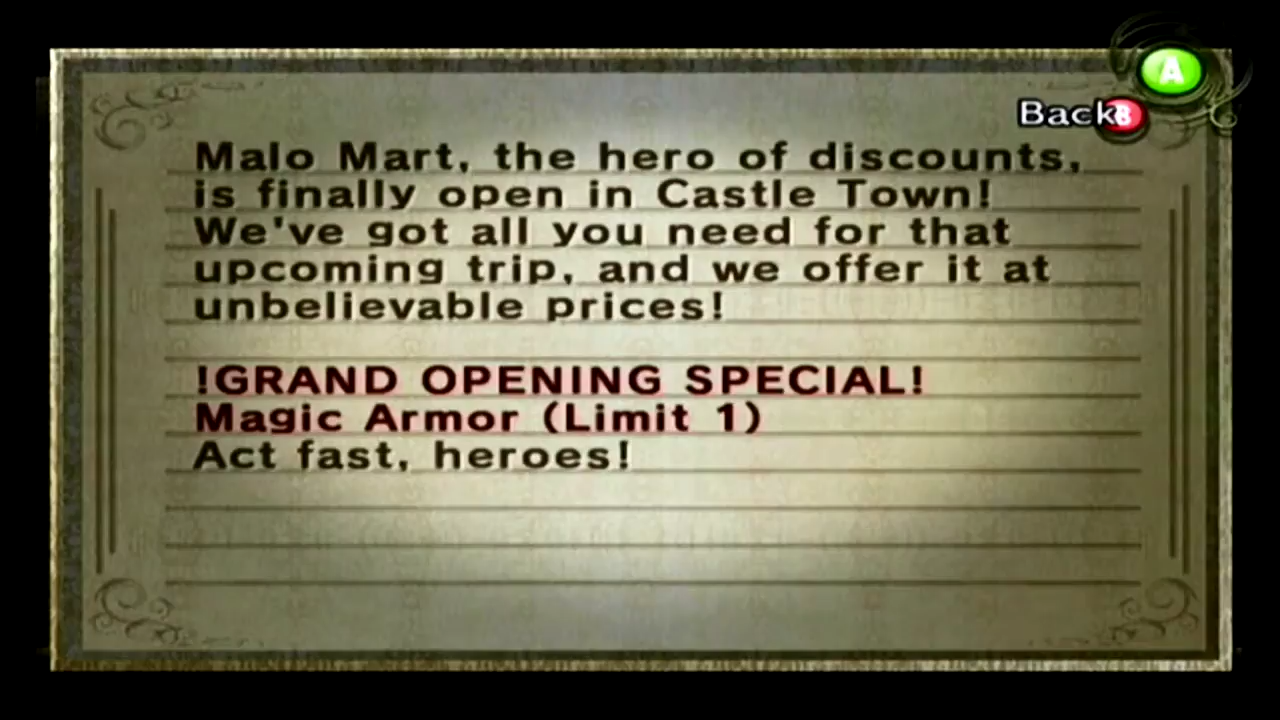 A
Back B
Malo Mart, the hero of discounts,
is finally open in Castle Town!
We've got all you need for that
upcoming trip, and we offer it at
unbelievable prices!
!GRAND OPENING SPECIAL!
Magic Armor (Limit 1)
Act fast, heroes!